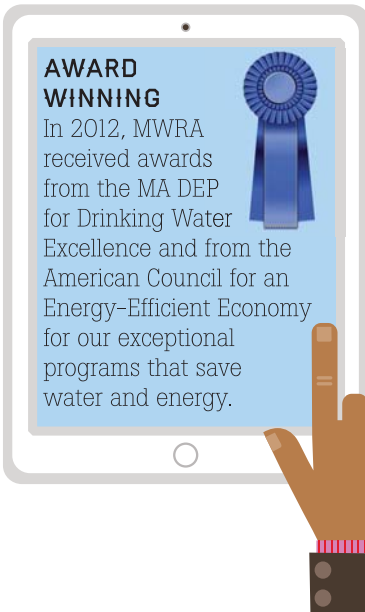 AWARD
WINNING
In 2012, MWRA
received awards
from the MA DEP
for Drinking Water
Excellence and from the
American Council for an
Energy-Efficient Economy
for our exceptional
programs that save
water and energy.